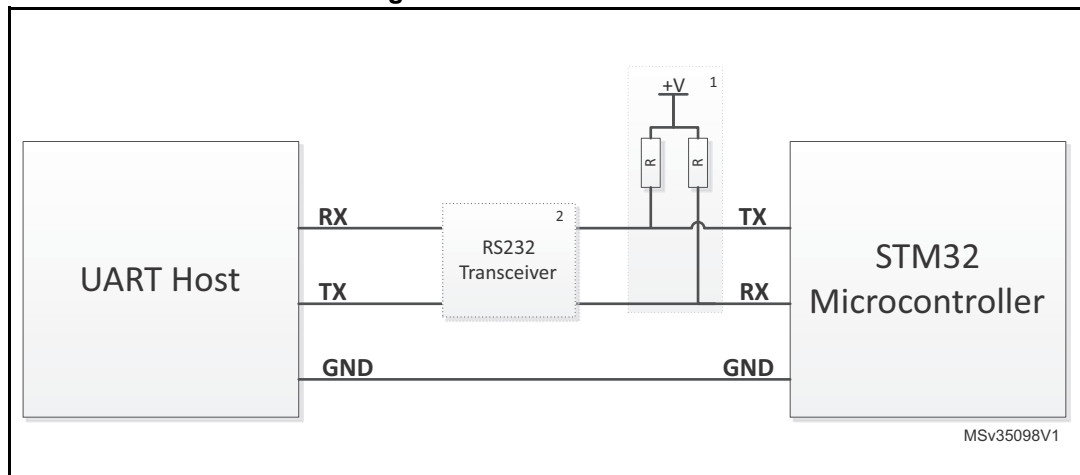 +V 1
R R
RX 2 TX
UART Host
RS232
Transceiver
STM32
Microcontroller
TX RX
GND GND
MSv35098V1